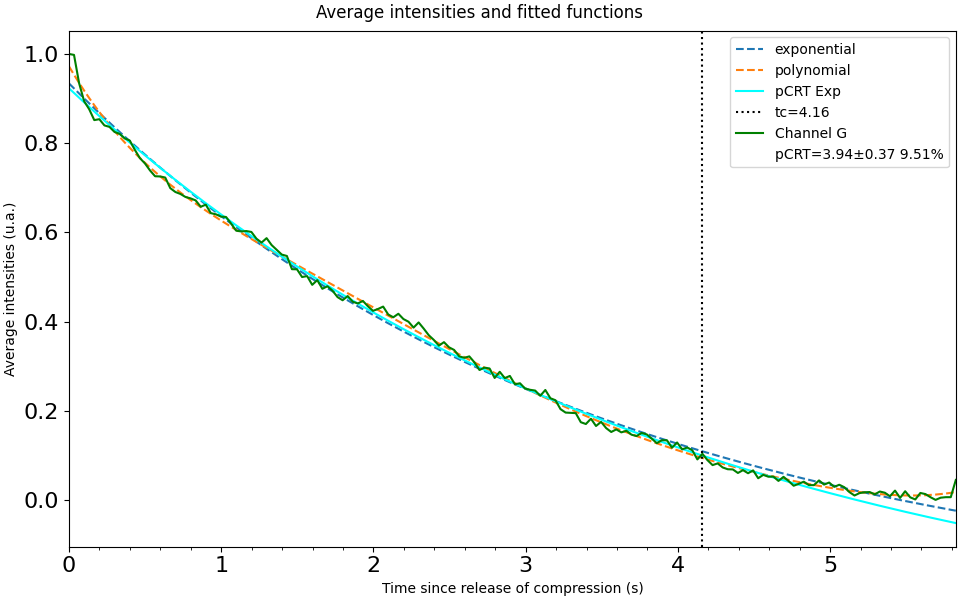 Average intensities and fitted functions
1.0
0.8
0.6
0.4
0.2
0.0
Average intensities (u.a.)
exponential
polynomial
pCRT Exp
tc=4.16
Channel G
pCRT=3.94±0.37 9.51%
0 1 2 3 4 5
Time since release of compression (s)